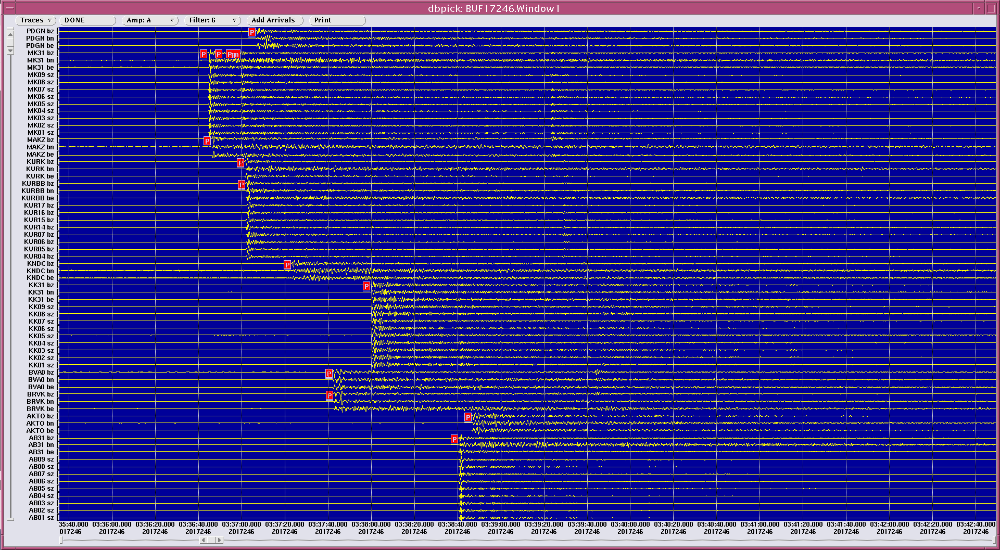 dbpick: BUF17246.Window1
Traces DONE Amp: A Filter: 6 Add Arrivals Print
PDGN bz P
PDGN bn
PDGN be
MK31 bz P P Pgn
MK31 bn
MK31 be
MK09 sz
MK08 sz
MK07 sz
MK06 sz
MK05 sz
MK04 sz
MK03 sz
MK02 sz
MK01 sz
MAKZ bz P
MAKZ bn
MAKZ be
KURK bz P
KURK bn
KURK be
KURBB bz P
KURBB bn
KURBB be
KUR17 bz
KUR16 bz
KUR15 bz
KUR14 bz
KUR07 bz
KUR06 bz
KUR05 bz
KUR04 bz
KNDC bz P
KNDC bn
KNDC be
KK31 bz P
KK31 bn
KK31 be
KK09 sz
KK08 sz
KK07 sz
KK06 sz
KK05 sz
KK04 sz
KK03 sz
KK02 sz
KK01 sz
BVA0 bz P
BVA0 bn
BVA0 be
BRVK bz P
BRVK bn
BRVK be
AKTO bz P
AKTO bn
AKTO be
AB31 bz P
AB31 bn
AB31 be
AB09 sz
AB08 sz
AB07 sz
AB06 sz
AB05 sz
AB04 sz
AB03 sz
AB02 sz
AB01 sz
35:40.000 03:36:00.000 03:36:20.000 03:36:40.000 03:37:00.000 03:37:20.000 03:37:40.000 03:38:00.000 03:38:20.000 03:38:40.000 03:39:00.000 03:39:20.000 03:39:40.000 03:40:00.000 03:40:20.000 03:40:40.000 03:41:00.000 03:41:20.000 03:41:40.000 03:42:00.000 03:42:20.000 03:42:40.000
017246 2017246 2017246 2017246 2017246 2017246 2017246 2017246 2017246 2017246 2017246 2017246 2017246 2017246 2017246 2017246 2017246 2017246 2017246 2017246 2017246 2017246